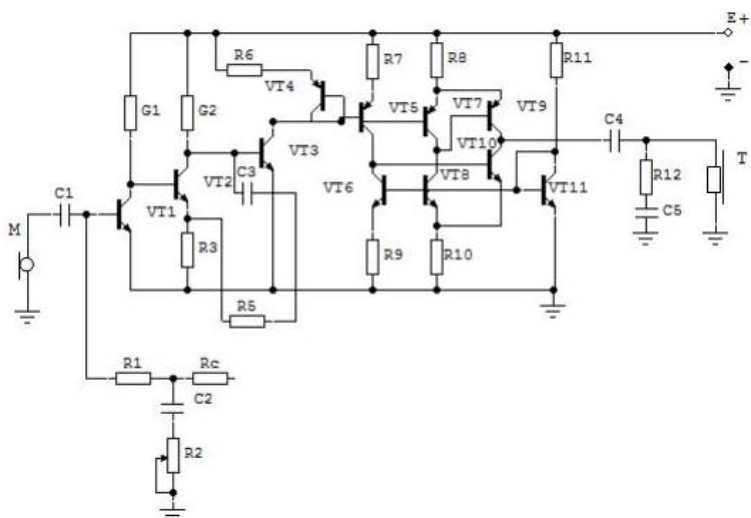 E+
R6
R7
R8
R11
-
VT4
G1
G2
VT5
VT7
VT9
C4
VT3
VT10
C3
VT2
VT6
VT8
VT11
R12
T
C1
VT1
M
R3
R9
R10
C5
R5
R1
Rc
C2
R2